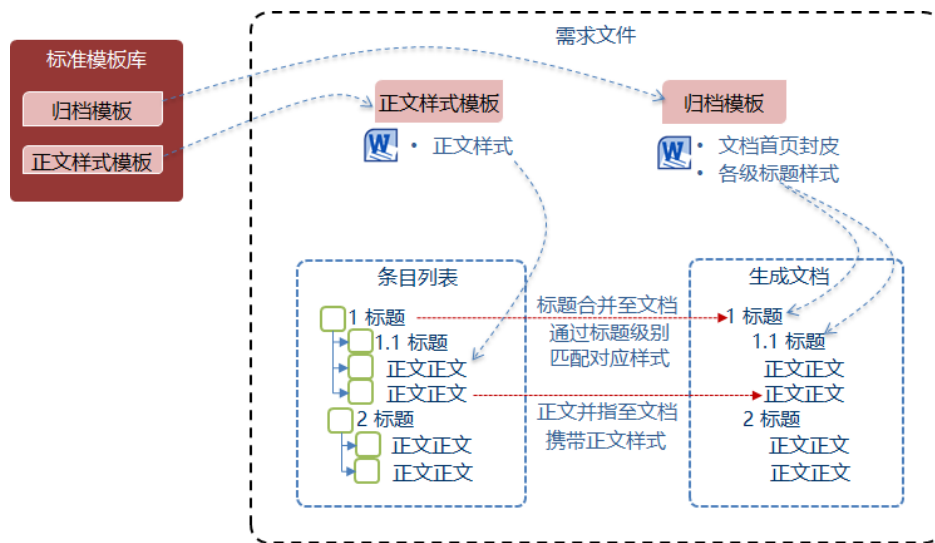 需求文件
标准模板库
归档模板
正文样式模板
正文样式模板
W
• 正文样式
归档模板
W
• 文档首页封皮
• 各级标题样式
条目列表
1 标题
1.1 标题
正文正文
正文正文
2 标题
正文正文
正文正文
标题合并至文档
通过标题级别
匹配对应样式
正文并指至文档
携带正文样式
生成文档
1 标题
1.1 标题
正文正文
正文正文
2 标题
正文正文
正文正文